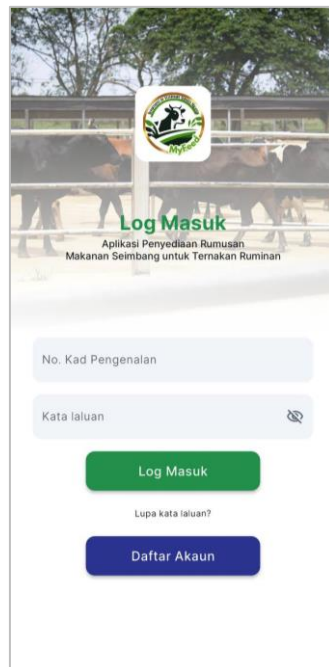 MyFeed
Log Masuk
Aplikasi Penyediaan Rumusan
Makanan Seimbang untuk Ternakan Ruminan
No. Kad Pengenalan
Kata laluan
Log Masuk
Lupa kata laluan?
Daftar Akaun